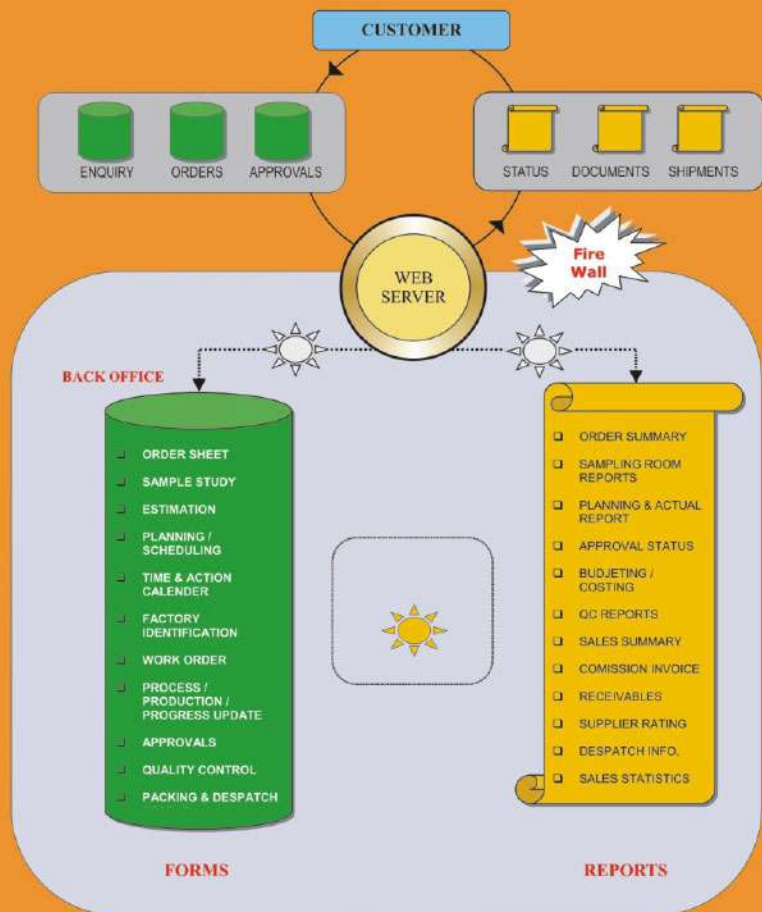 CUSTOMER
ENQUIRY
ORDERS
APPROVALS
STATUS
DOCUMENTS
SHIPMENTS
Fire
Wall
WEB
SERVER
BACK OFFICE
ORDER SHEET
SAMPLE STUDY
ESTIMATION
PLANNING /
SCHEDULING
TIME & ACTION
CALENDER
FACTORY
IDENTIFICATION
WORK ORDER
PROCESS /
PRODUCTION /
PROGRESS UPDATE
APPROVALS
QUALITY CONTROL
PACKING & DESPATCH
FORMS
ORDER SUMMARY
SAMPLING ROOM
REPORTS
PLANNING & ACTUAL
REPORT
APPROVAL STATUS
BUDJETING /
COSTING
QC REPORTS
SALES SUMMARY
COMISSION INVOICE
RECEIVABLES
SUPPLIER RATING
DESPATCH INFO.
SALES STATISTICS
REPORTS